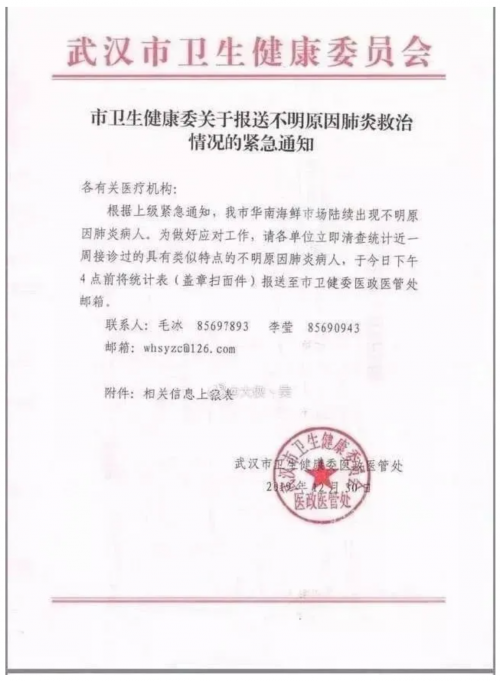 武汉市卫生健康委员会
市卫生健康委关于报送不明原因肺炎救治
情况的紧急通知
各有关医疗机构：
根据上级紧急通知，我市华南海鲜市场陆续出现不明原
因肺炎病人。为做好应对工作，请各单位立即清查统计近一
周接诊过的具有类似特点的不明原因肺炎病人，于今日下午
4点前将统计表（盖章扫面件）报送至市卫健委医政医管处
邮箱。
联系人：毛冰 85697893 李莹 85690943
邮箱：whsyzc@126.com
附件：相关信息上报表
武汉市卫生健康委医政医管处
2019年12月30日
武汉市卫生健康委员会
医政医管处